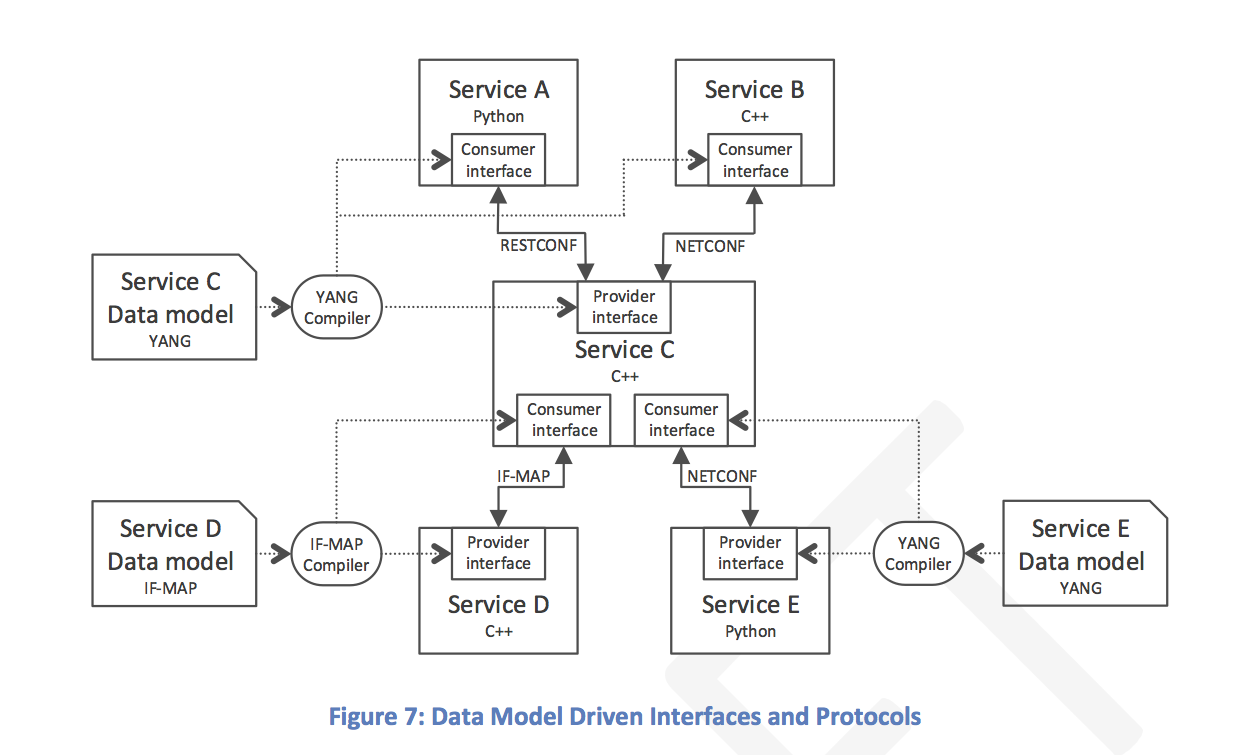 Service A
Python
Consumer
interface
Service B
C++
Consumer
interface
RESTCONF
NETCONF
Service C
Data model
YANG
YANG
Compiler
Provider
interface
Service C
C++
Consumer
interface
Consumer
interface
IF-MAP
NETCONF
Service D
Data model
IF-MAP
IF-MAP
Compiler
Provider
interface
Service D
C++
Provider
interface
Service E
Python
YANG
Compiler
Service E
Data model
YANG
Figure 7: Data Model Driven Interfaces and Protocols